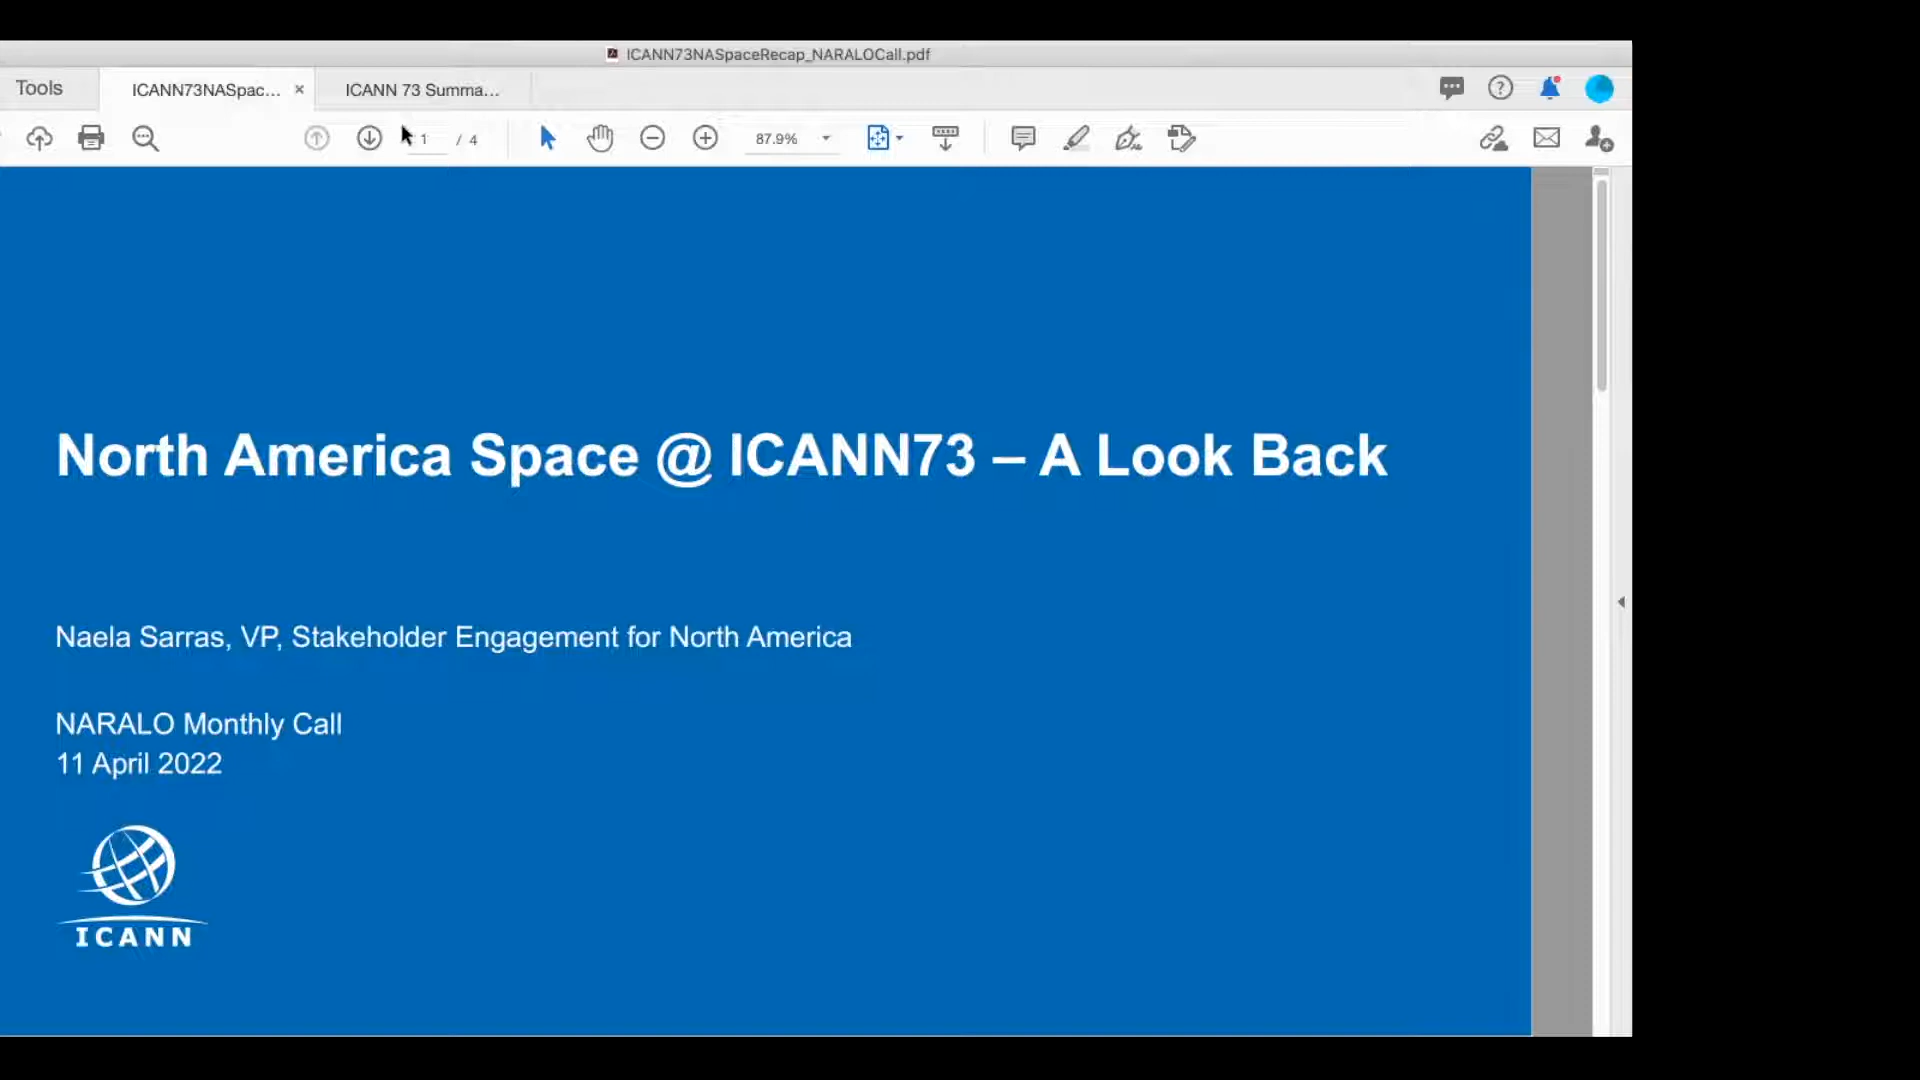 ICANN73NASpaceRecap_NARALOCall.pdf
Tools
ICANN73NASpac... ×
ICANN 73 Summa...
1 / 4
87.9%
North America Space @ ICANN73 – A Look Back
Naela Sarras, VP, Stakeholder Engagement for North America
NARALO Monthly Call
11 April 2022
ICANN